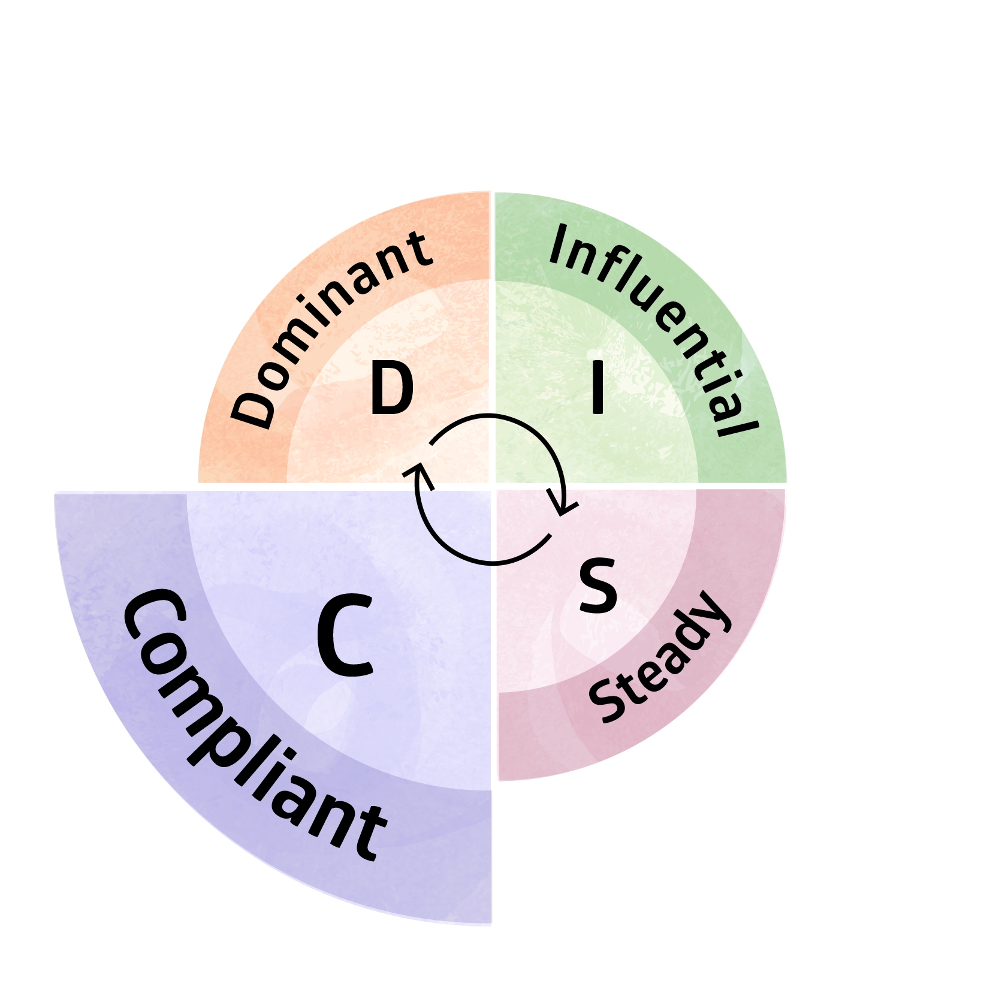 Dominant
Influential
D
I
C
S
Compliant
Steady